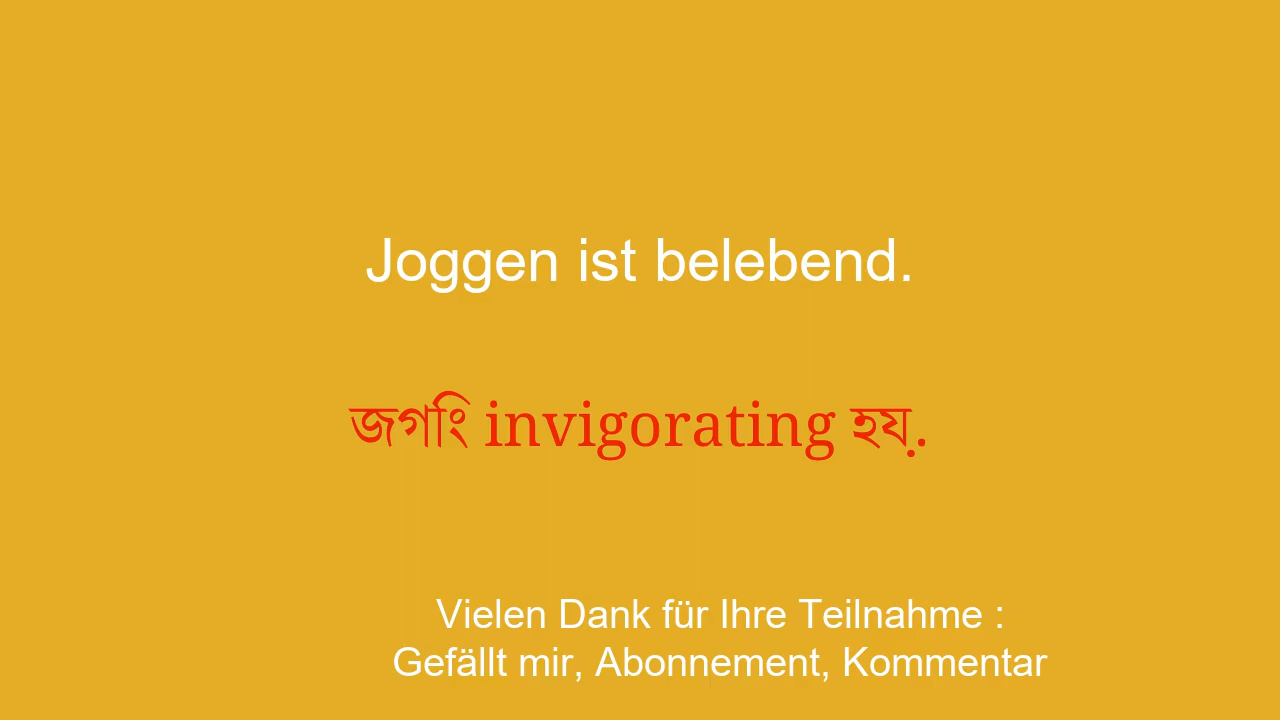 Joggen ist belebend.
জগিং invigorating হয়.
Vielen Dank für Ihre Teilnahme :
Gefällt mir, Abonnement, Kommentar